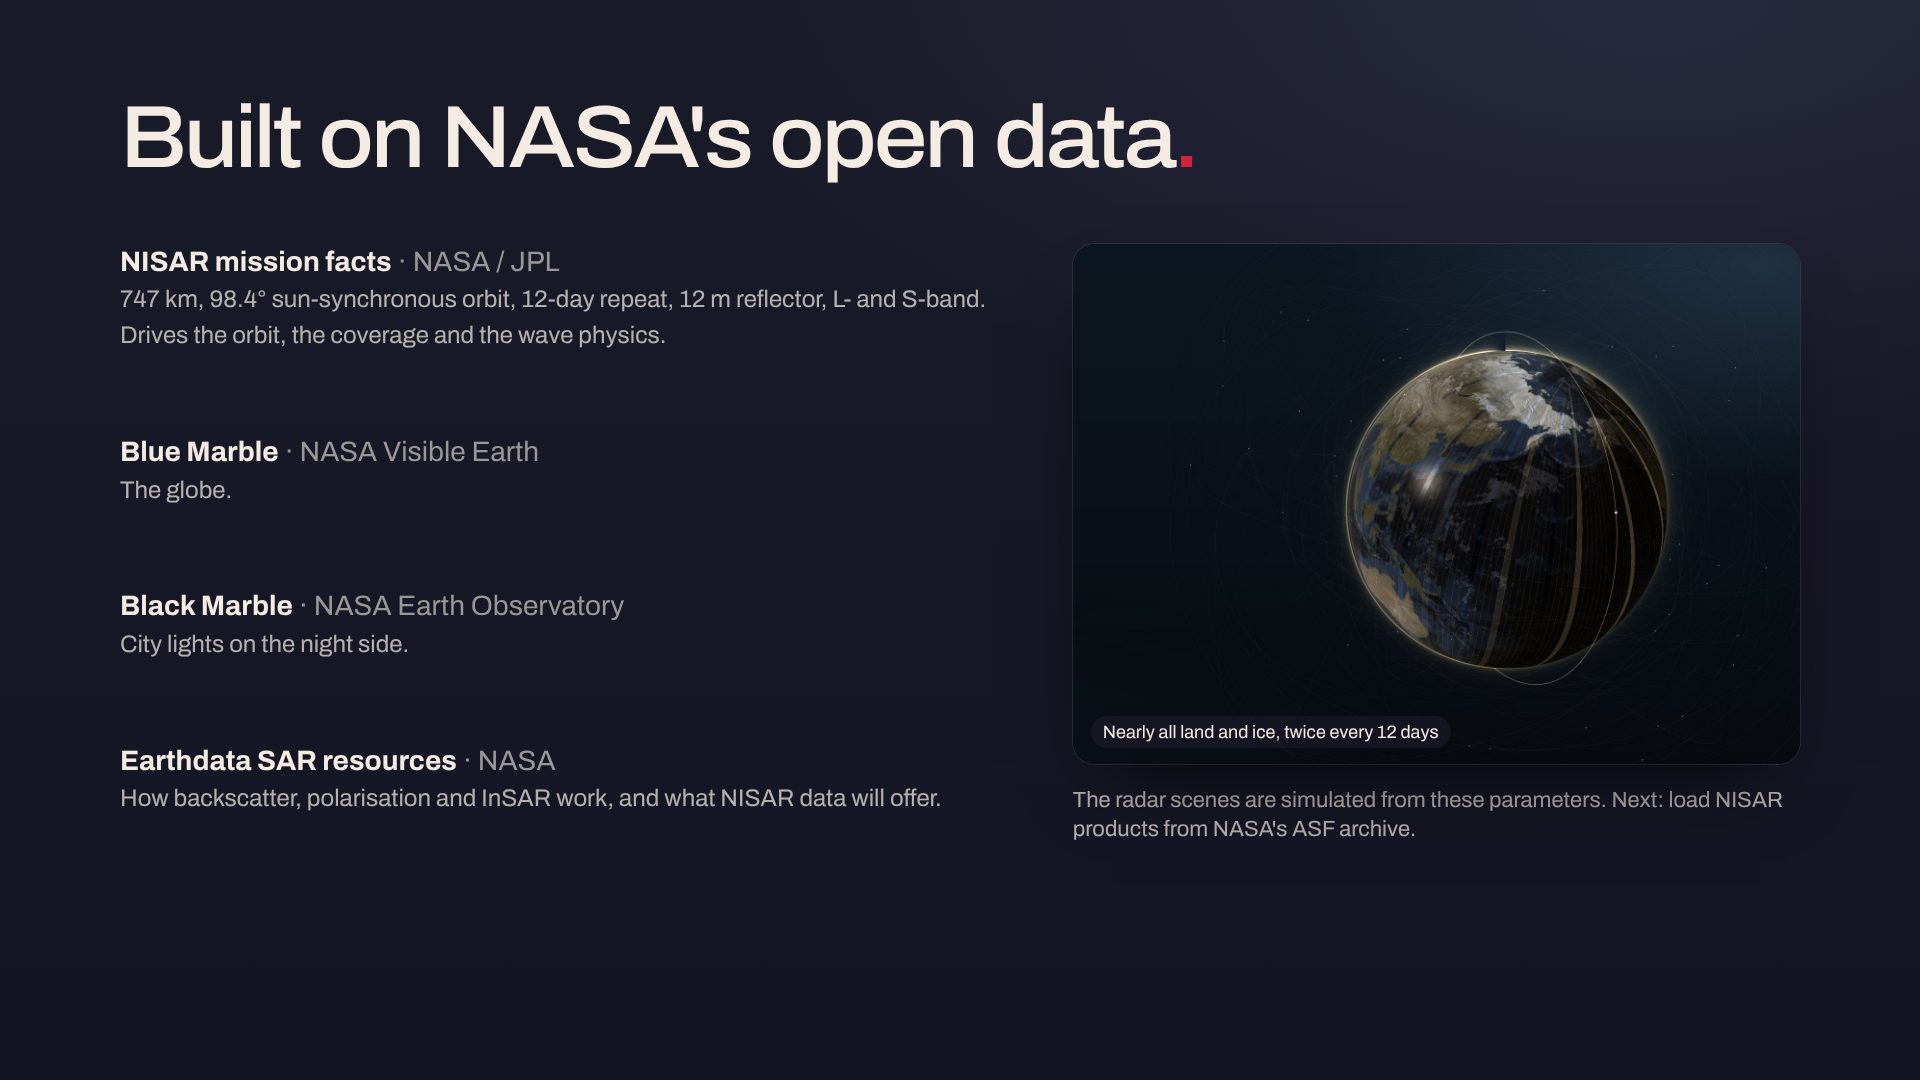 Built on NASA's open data.
NISAR mission facts · NASA / JPL
747 km, 98.4° sun-synchronous orbit, 12-day repeat, 12 m reflector, L- and S-band.
Drives the orbit, the coverage and the wave physics.
Blue Marble · NASA Visible Earth
The globe.
Black Marble · NASA Earth Observatory
City lights on the night side.
Earthdata SAR resources · NASA
How backscatter, polarisation and InSAR work, and what NISAR data will offer.
Nearly all land and ice, twice every 12 days
The radar scenes are simulated from these parameters. Next: load NISAR
products from NASA's ASF archive.